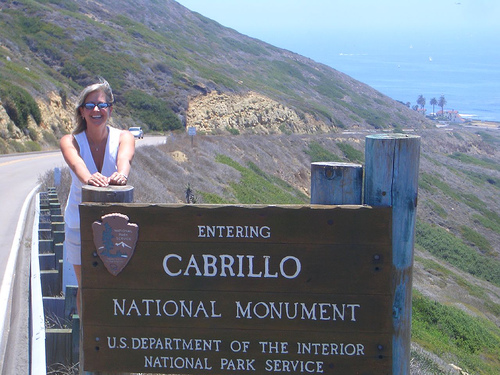 ENTERING
CABRILLO
NATIONAL MONUMENT
U.S. DEPARTMENT OF THE INTERIOR
NATIONAL PARK SERVICE